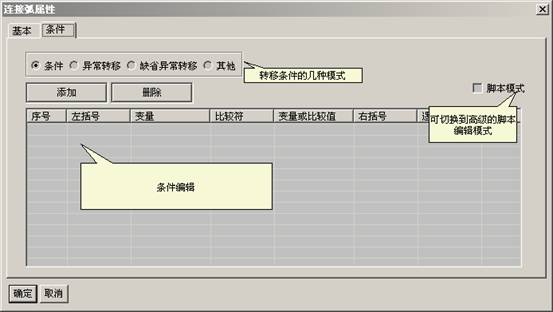 连接弧属性
基本
条件
条件 异常转移 缺省异常转移 其他
转移条件的几种模式
添加 删除
脚本模式
可切换到高级的脚本
编辑模式
序号 左括号 变量 比较符 变量或比较值 右括号
条件编辑
确定 取消